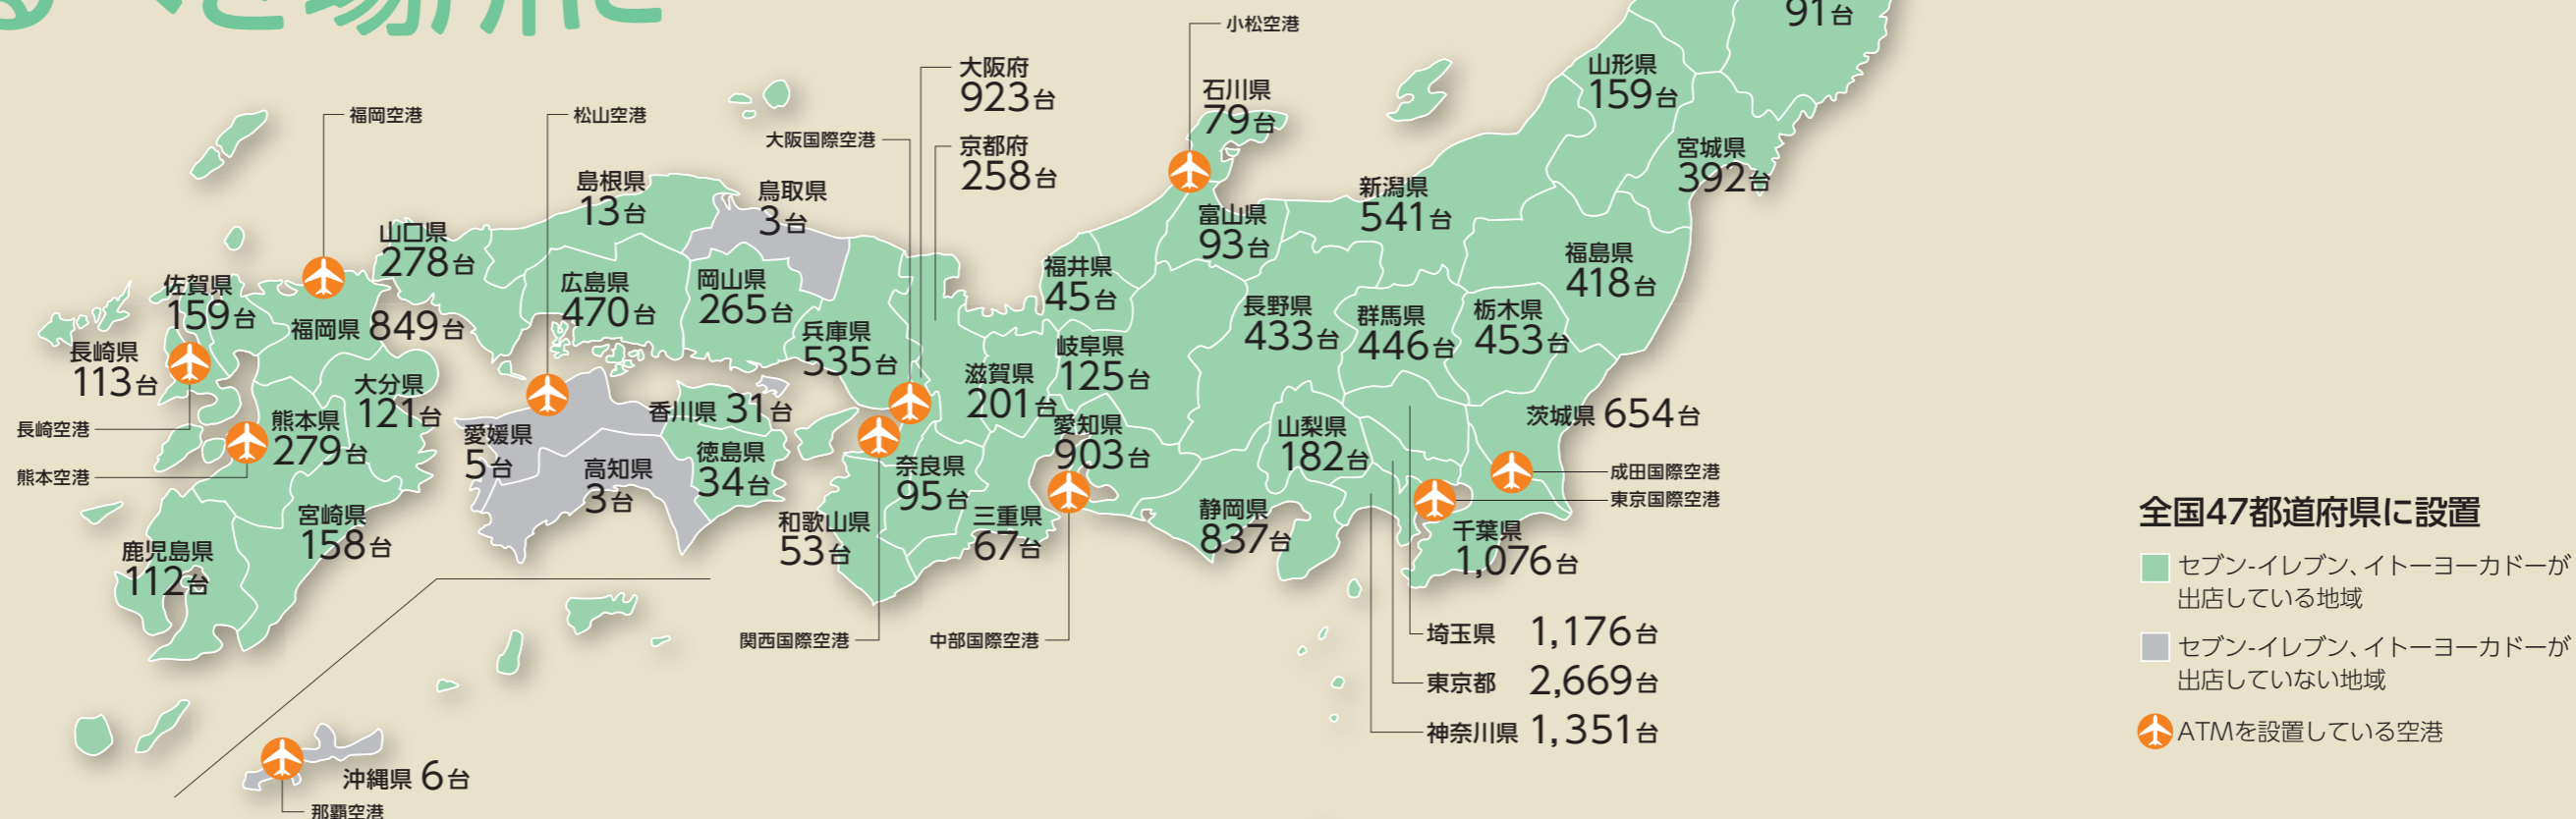 べき場所に
91台
小松空港
大阪府
923台
山形県
159台
石川県
79台
福岡空港
松山空港
大阪国際空港
京都府
258台
宮城県
392台
島根県
13台
鳥取県
3台
新潟県
541台
富山県
93台
山口県
278台
福島県
418台
佐賀県
159台
広島県
470台
岡山県
265台
福井県
45台
長野県
433台
群馬県
446台
栃木県
453台
福岡県 849台
兵庫県
535台
長崎県
113台
岐阜県
125台
滋賀県
201台
大分県
121台
香川県 31台
茨城県 654台
長崎空港
熊本県
279台
愛媛県
5台
愛知県
903台
山梨県
182台
徳島県
34台
高知県
3台
奈良県
95台
熊本空港
成田国際空港
東京国際空港
宮崎県
158台
和歌山県
53台
三重県
67台
静岡県
837台
千葉県
1,076台
鹿児島県
112台
関西国際空港
中部国際空港
埼玉県 1,176台
東京都 2,669台
神奈川県 1,351台
沖縄県 6台
那覇空港
全国47都道府県に設置
セブン-イレブン、イトーヨーカドーが
出店している地域
セブン-イレブン、イトーヨーカドーが
出店していない地域
ATMを設置している空港